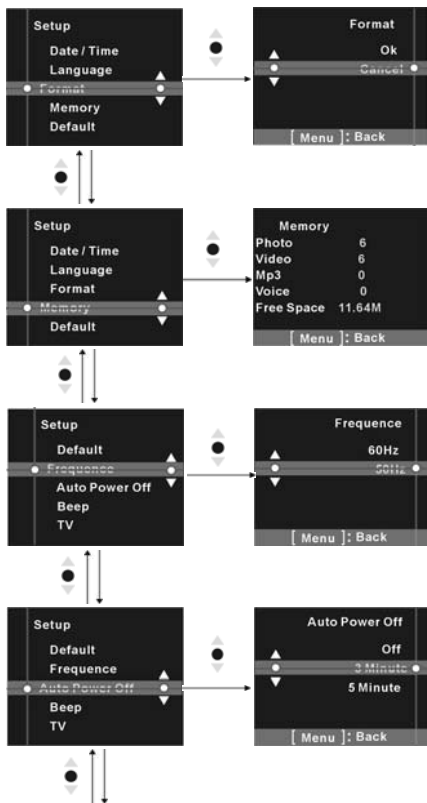 Setup
Date / Time
Language
Format
Memory
Default
Format
Ok
Cancel
[ Menu ]: Back
Setup
Date / Time
Language
Format
Memory
Default
Memory
Photo 6
Video 6
Mp3 0
Voice 0
Free Space 11.64M
[ Menu ]: Back
Setup
Default
Frequence
Auto Power Off
Beep
TV
Frequence
60Hz
50Hz
[ Menu ]: Back
Setup
Default
Frequence
Auto Power Off
Beep
TV
Auto Power Off
Off
3 Minute
5 Minute
[ Menu ]: Back